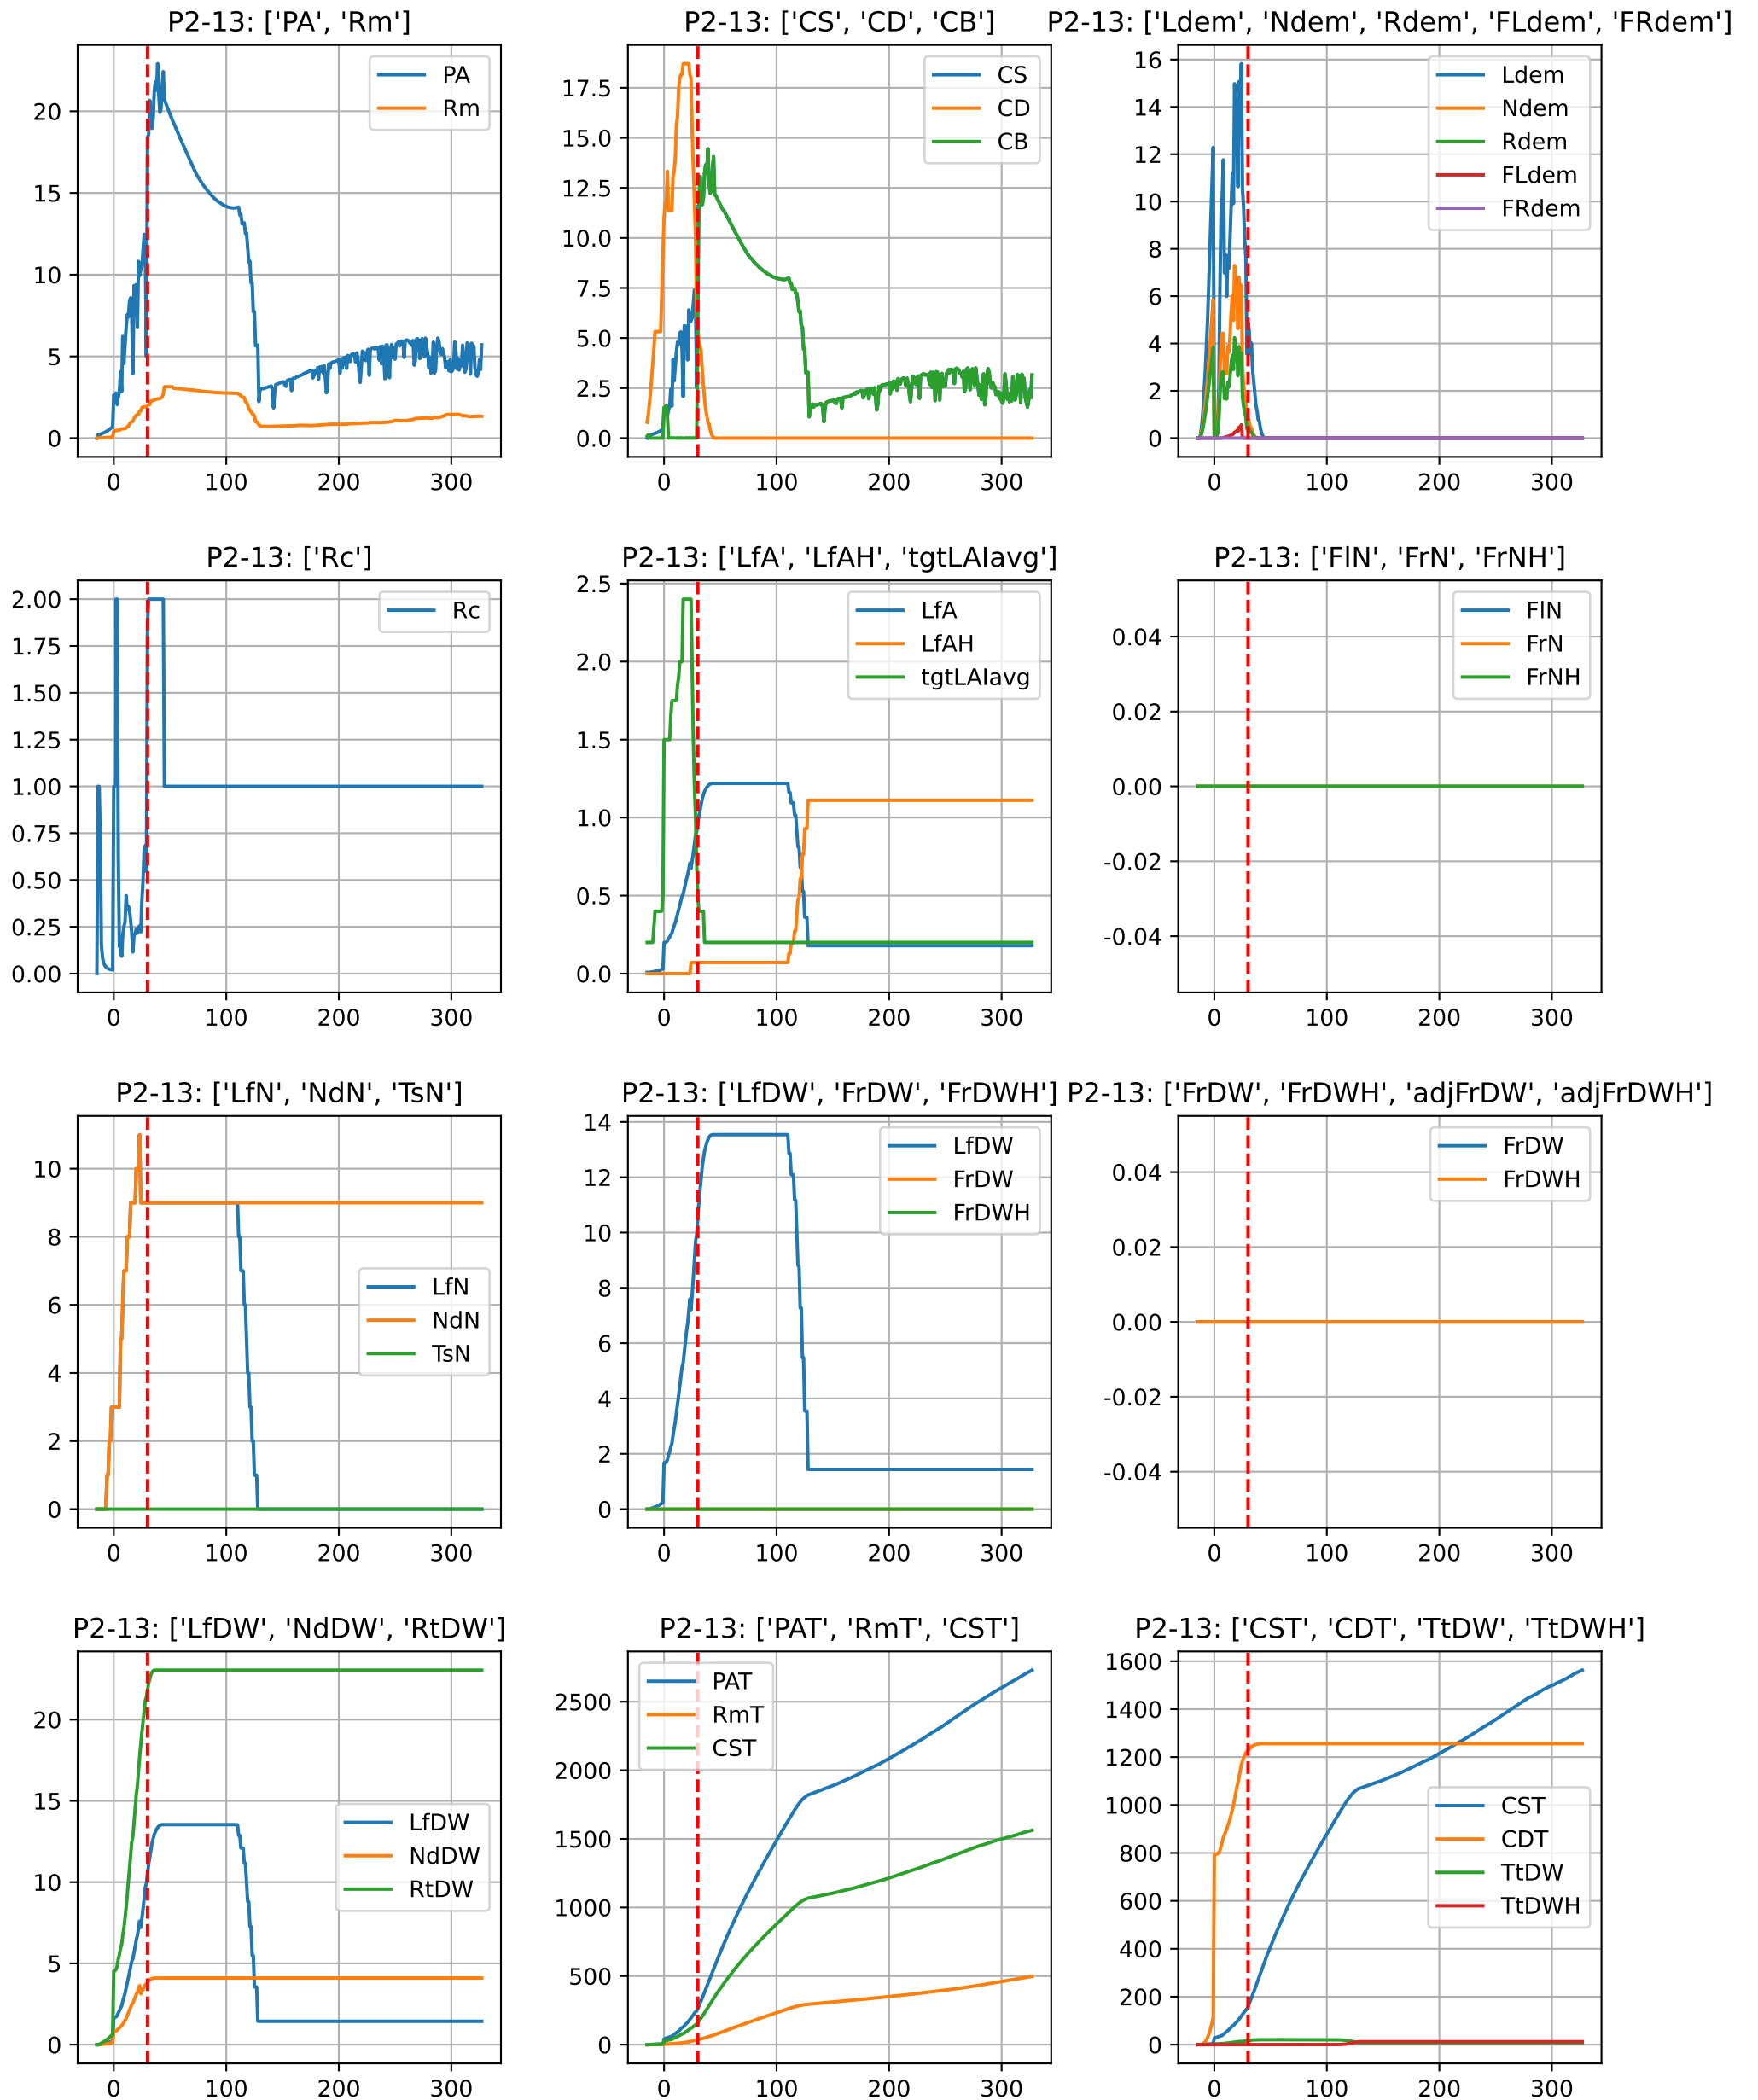 P2-13: ['PA', 'Rm']
PA
Rm
20
15
10
5
0
0 100 200 300
P2-13: ['CS', 'CD', 'CB']
CS
CD
CB
17.5
15.0
12.5
10.0
7.5
5.0
2.5
0.0
0 100 200 300
P2-13: ['Ldem', 'Ndem', 'Rdem', 'FLdem', 'FRdem']
Ldem
Ndem
Rdem
FLdem
FRdem
16
14
12
10
8
6
4
2
0
0 100 200 300
P2-13: ['Rc']
Rc
2.00
1.75
1.50
1.25
1.00
0.75
0.50
0.25
0.00
0 100 200 300
P2-13: ['LfA', 'LfAH', 'tgtLAIavg']
LfA
LfAH
tgtLAIavg
2.5
2.0
1.5
1.0
0.5
0.0
0 100 200 300
P2-13: ['FlN', 'FrN', 'FrNH']
FlN
FrN
FrNH
0.04
0.02
0.00
-0.02
-0.04
0 100 200 300
P2-13: ['LfN', 'NdN', 'TsN']
LfN
NdN
TsN
10
8
6
4
2
0
0 100 200 300
P2-13: ['LfDW', 'FrDW', 'FrDWH']
LfDW
FrDW
FrDWH
14
12
10
8
6
4
2
0
0 100 200 300
P2-13: ['FrDW', 'FrDWH', 'adjFrDW', 'adjFrDWH']
FrDW
FrDWH
0.04
0.02
0.00
-0.02
-0.04
0 100 200 300
P2-13: ['LfDW', 'NdDW', 'RtDW']
LfDW
NdDW
RtDW
20
15
10
5
0
0 100 200 300
P2-13: ['PAT', 'RmT', 'CST']
PAT
RmT
CST
2500
2000
1500
1000
500
0
0 100 200 300
P2-13: ['CST', 'CDT', 'TtDW', 'TtDWH']
CST
CDT
TtDW
TtDWH
1600
1400
1200
1000
800
600
400
200
0
0 100 200 300